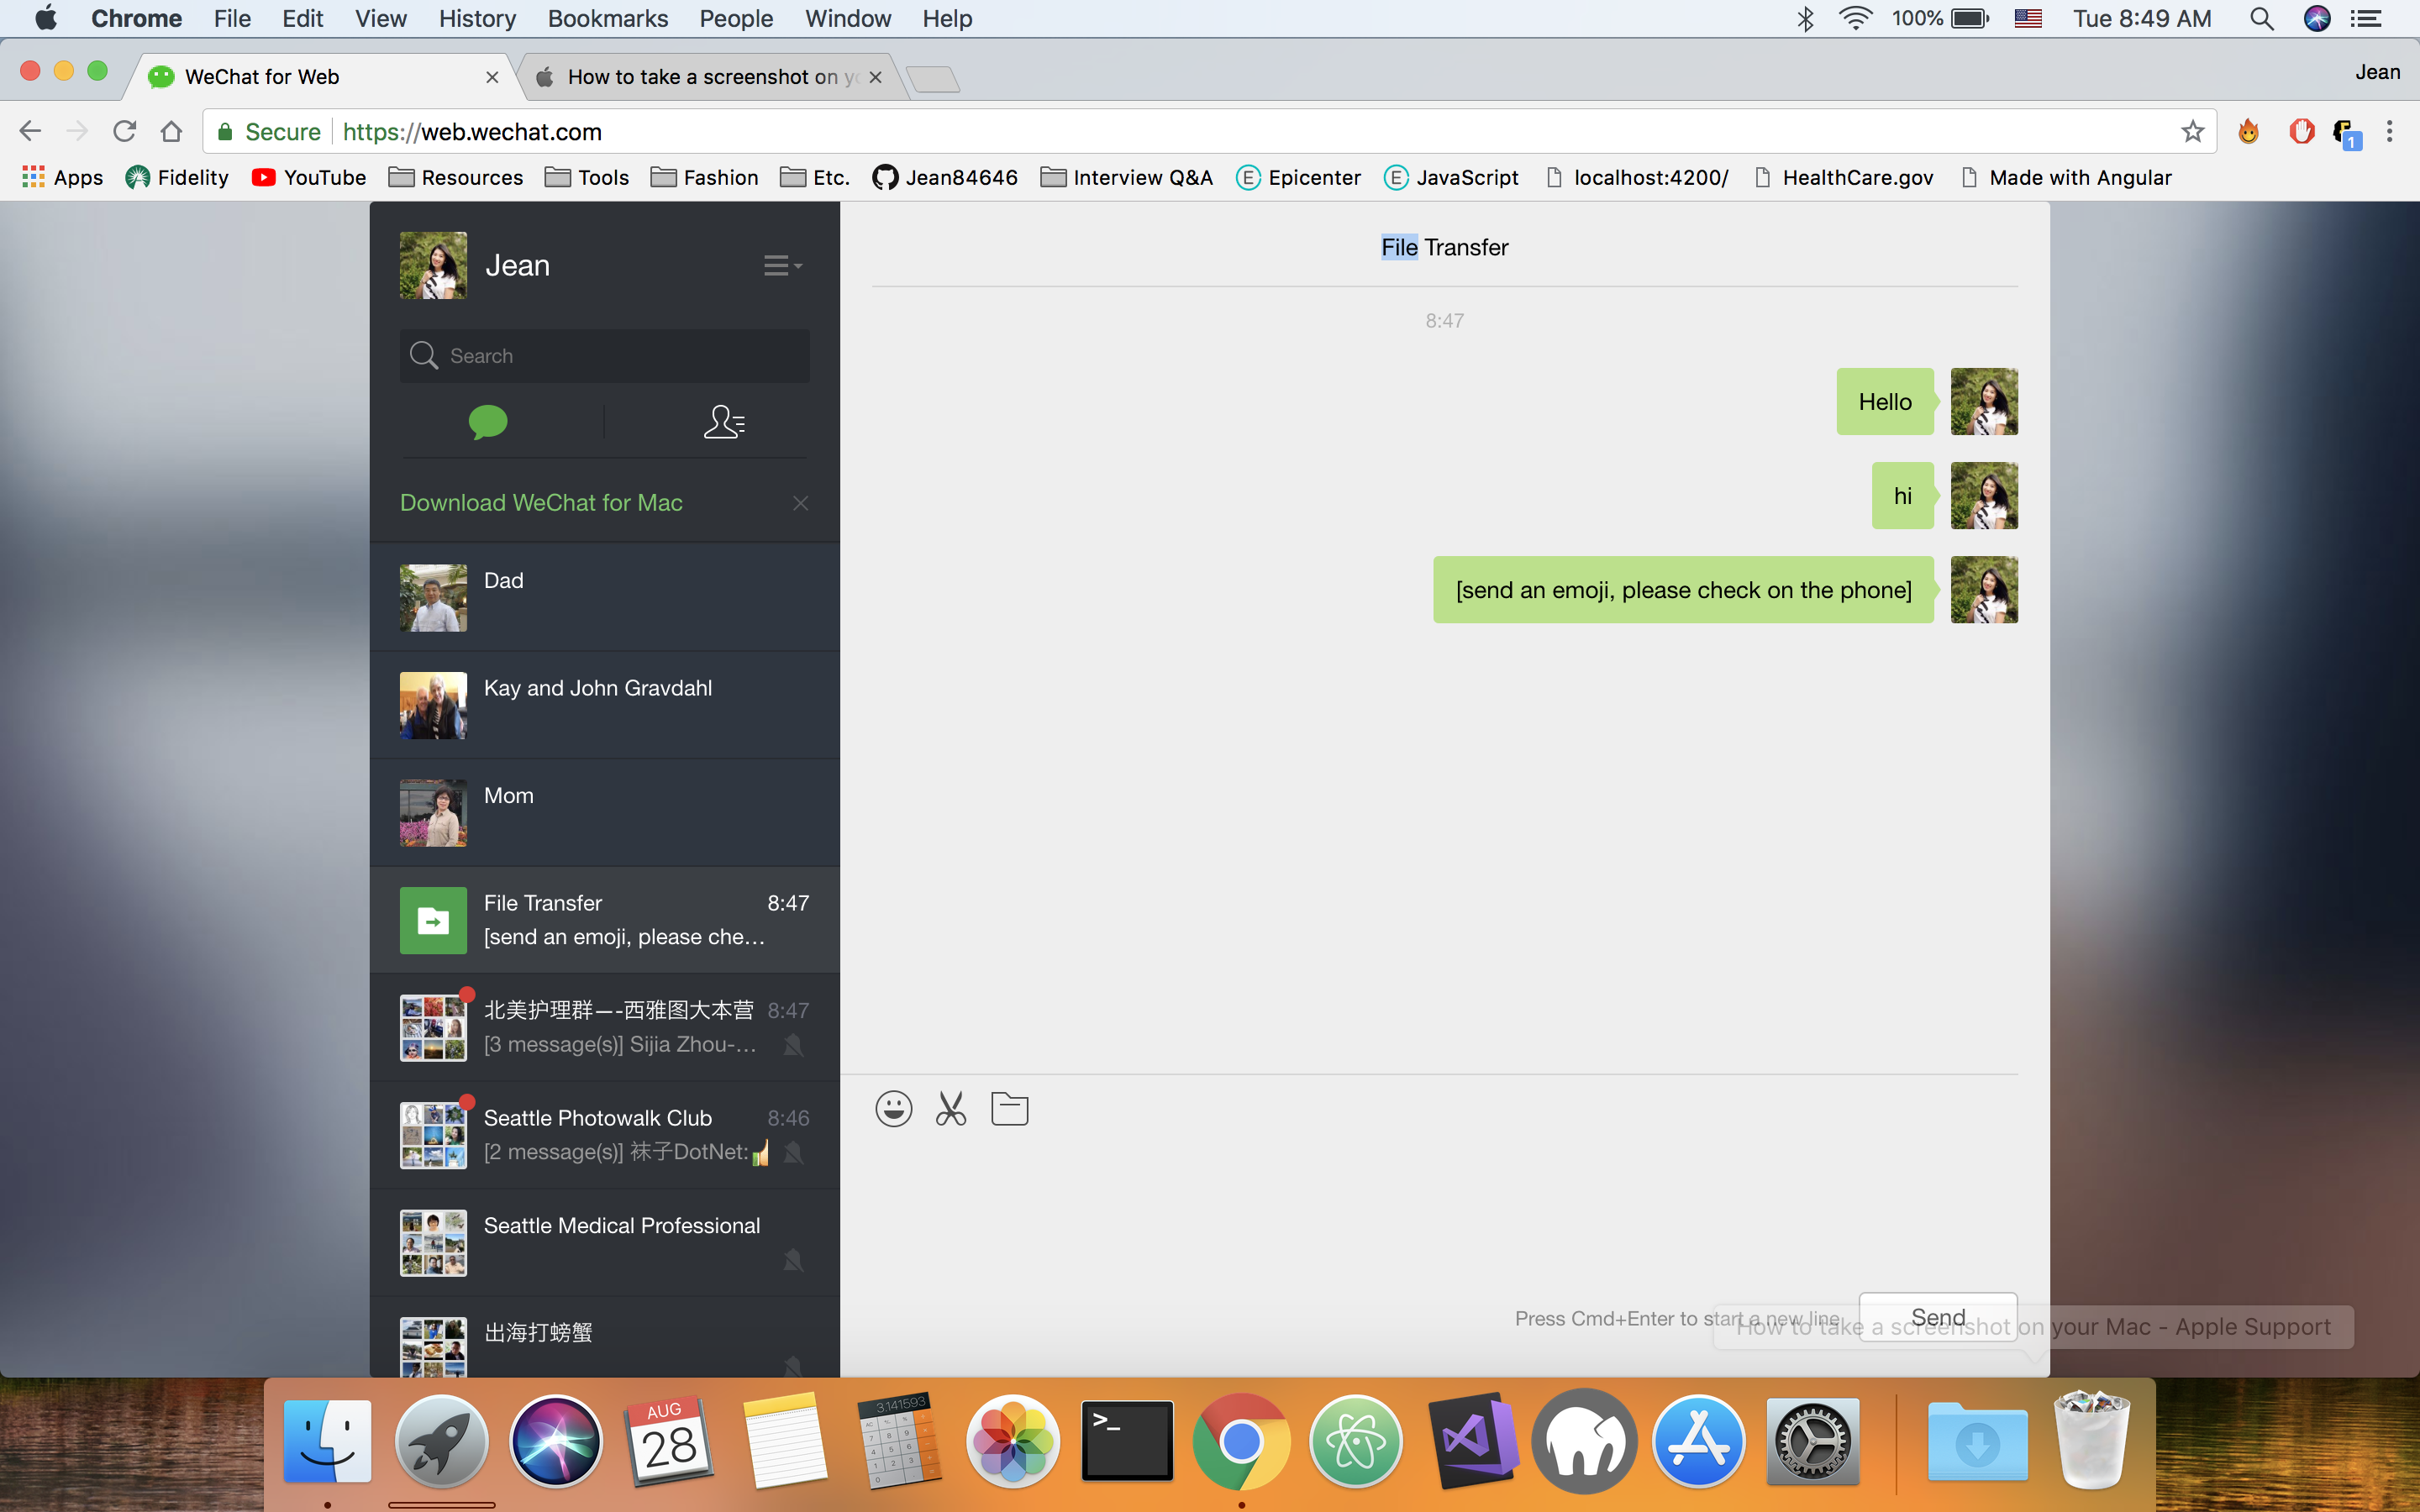 Chrome File Edit View History Bookmarks People Window Help 100% Tue 8:49 AM
WeChat for Web How to take a screenshot on yo Jean
Secure https://web.wechat.com 1
Apps Fidelity YouTube Resources Tools Fashion Etc. Jean84646 Interview Q&A Epicenter JavaScript localhost:4200/ HealthCare.gov Made with Angular
Jean
Search
Download WeChat for Mac
Dad
Kay and John Gravdahl
Mom
File Transfer 8:47
[send an emoji, please che...
北美护理群—-西雅图大本营 8:47
[3 message(s)] Sijia Zhou-...
Seattle Photowalk Club 8:46
[2 message(s)] 袜子DotNet:
Seattle Medical Professional
出海打螃蟹
File Transfer
8:47
Hello
hi
[send an emoji, please check on the phone]
Press Cmd+Enter to start a new line Send
How to take a screenshot on your Mac - Apple Support
AUG
28
3.141593
>_